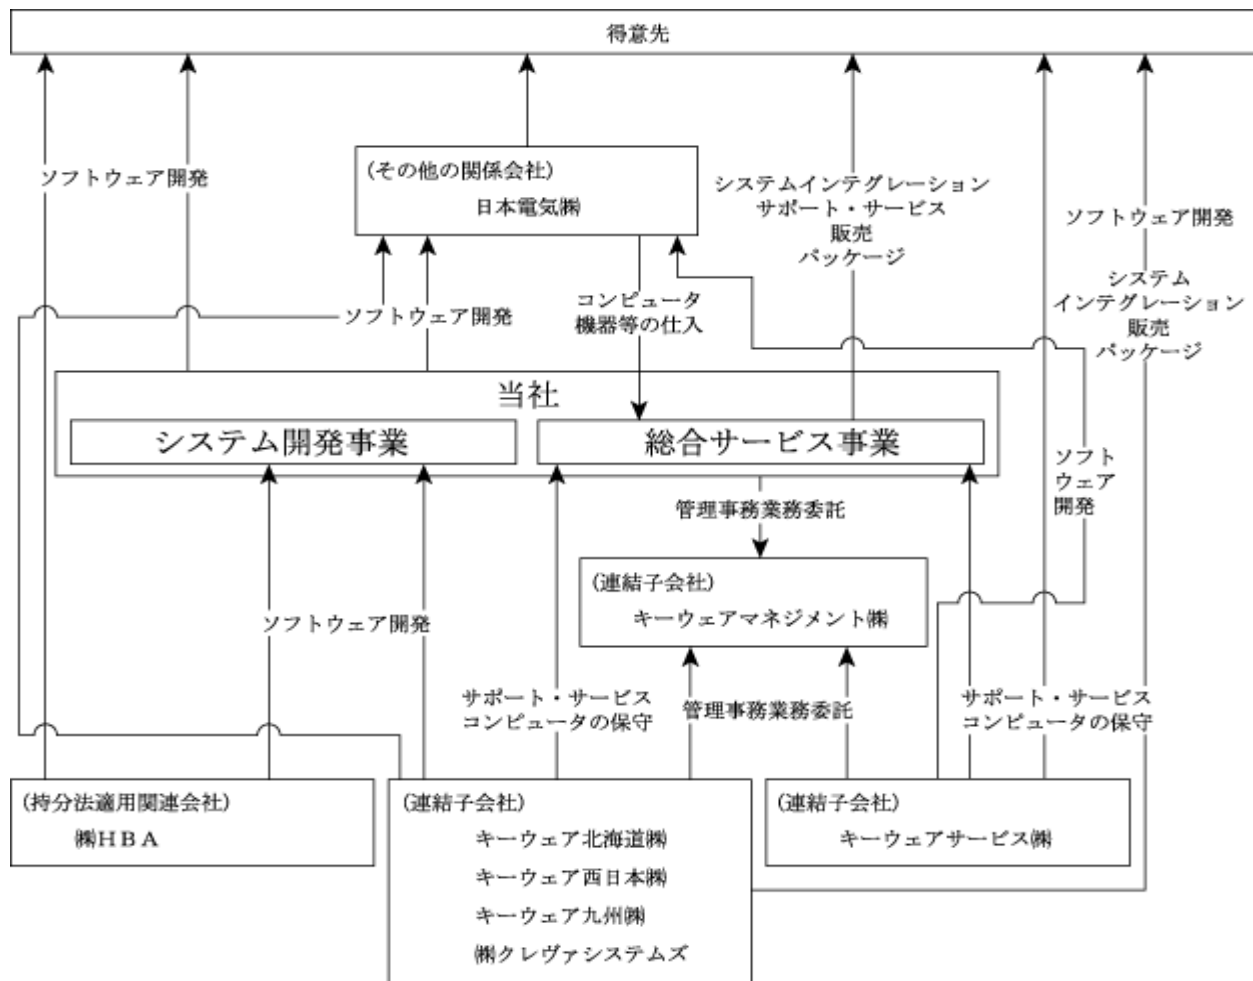 得意先
ソフトウェア開発
(その他の関係会社)
日本電気㈱
システムインテグレーション
サポート・サービス
販売
パッケージ
ソフトウェア開発
システム
インテグレーション
販売
パッケージ
ソフトウェア開発
コンピュータ
機器等の仕入
当社
システム開発事業
総合サービス事業
ソフト
ウェア
開発
管理事務業務委託
(連結子会社)
キーウェアマネジメント㈱
ソフトウェア開発
サポート・サービス
コンピュータの保守
管理事務業務委託
サポート・サービス
コンピュータの保守
(持分法適用関連会社)
㈱ＨＢＡ
(連結子会社)
キーウェア北海道㈱
キーウェア西日本㈱
キーウェア九州㈱
㈱クレヴァシステムズ
(連結子会社)
キーウェアサービス㈱